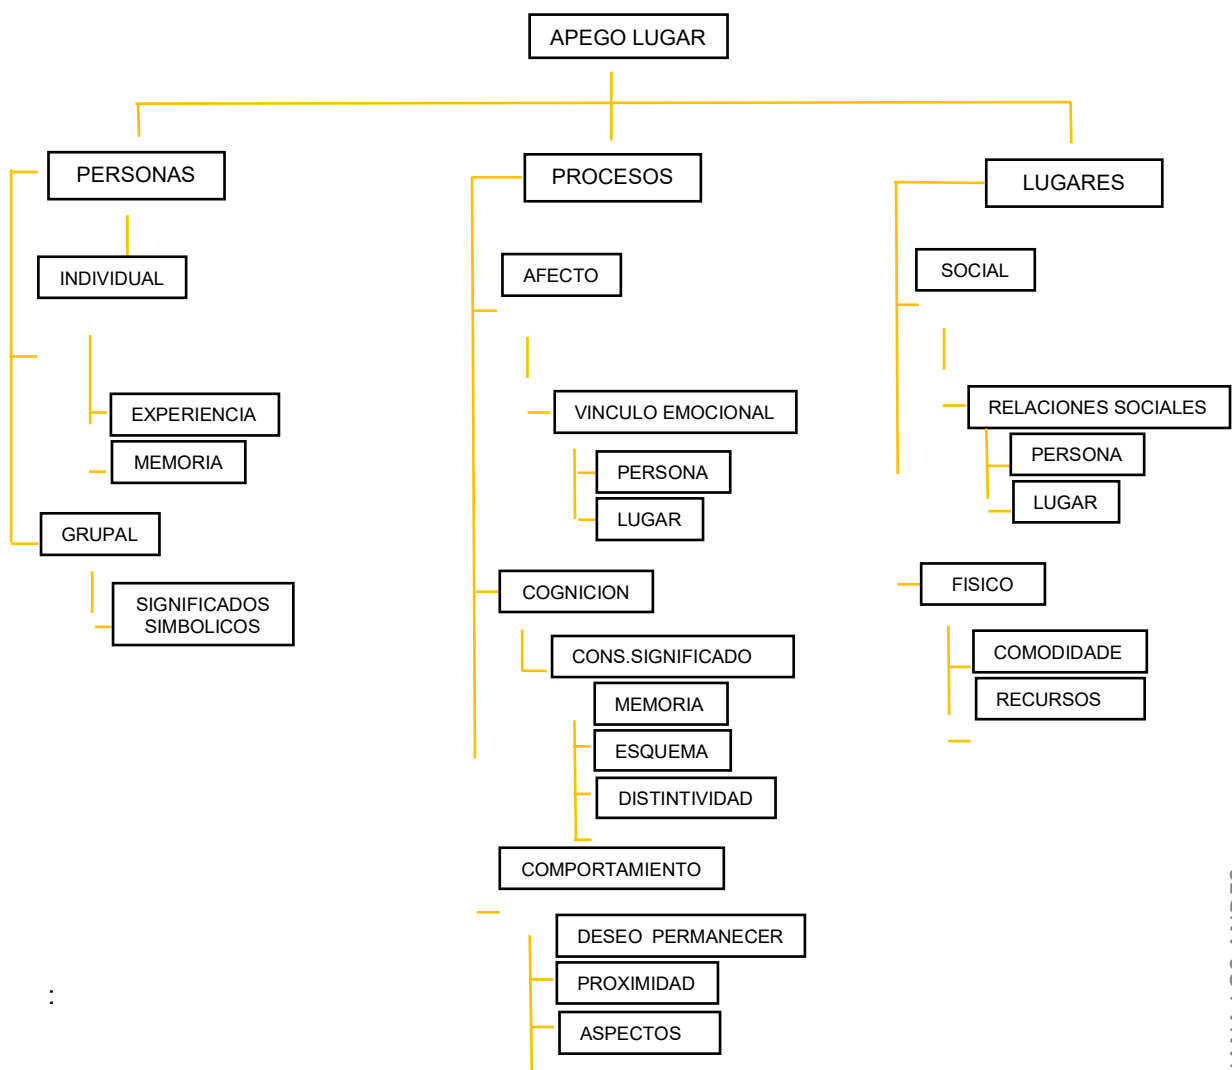 APEGO LUGAR
PERSONAS
INDIVIDUAL
EXPERIENCIA
MEMORIA
GRUPAL
SIGNIFICADOS
SIMBOLICOS
PROCESOS
AFECTO
VINCULO EMOCIONAL
PERSONA
LUGAR
COGNICION
CONS.SIGNIFICADO
MEMORIA
ESQUEMA
DISTINTIVIDAD
COMPORTAMIENTO
DESEO PERMANECER
PROXIMIDAD
ASPECTOS
LUGARES
SOCIAL
RELACIONES SOCIALES
PERSONA
LUGAR
FISICO
COMODIDADE
RECURSOS
: